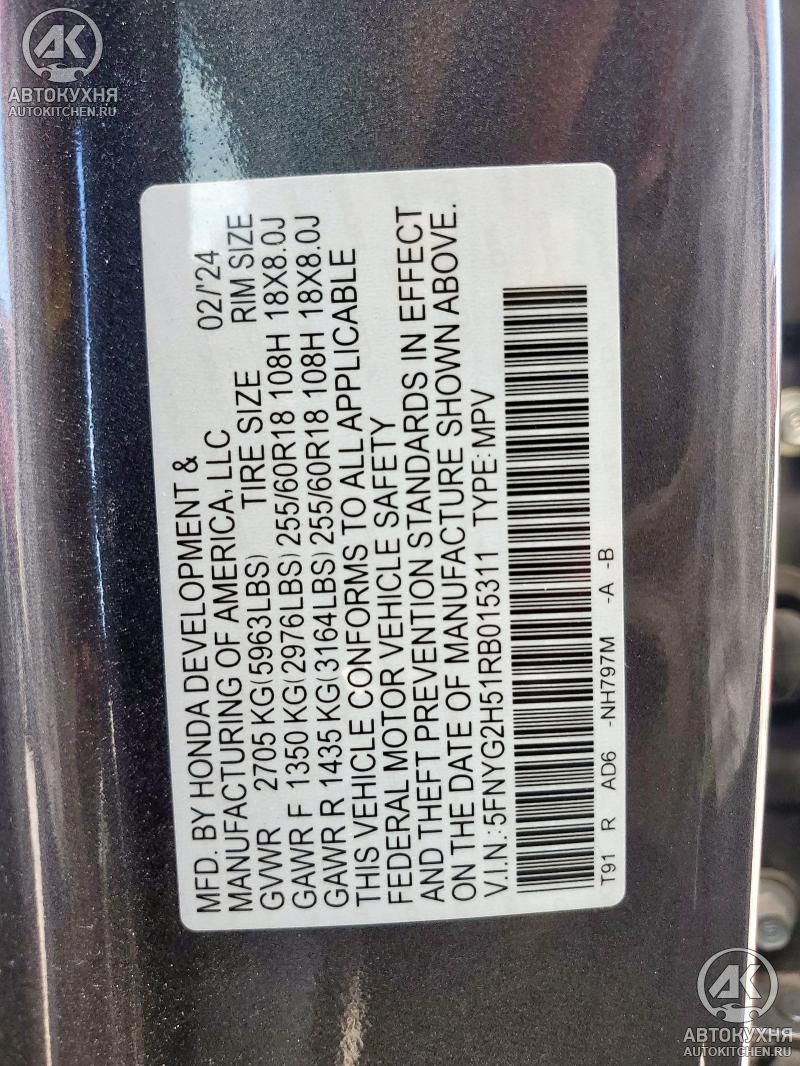 AK
АВТОКУХНЯ
AUTOKITCHEN.RU
MFD. BY HONDA DEVELOPMENT &
MANUFACTURING OF AMERICA, LLC 02/'24
GVWR 2705 KG(5963LBS) TIRE SIZE RIM SIZE
GAWR F 1350 KG(2976LBS) 255/60R18 108H 18X8.0J
GAWR R 1435 KG(3164LBS) 255/60R18 108H 18X8.0J
THIS VEHICLE CONFORMS TO ALL APPLICABLE
FEDERAL MOTOR VEHICLE SAFETY
AND THEFT PREVENTION STANDARDS IN EFFECT
ON THE DATE OF MANUFACTURE SHOWN ABOVE.
V.I.N.: 5FNYG2H51RB015311 TYPE: MPV
T91 R AD6 -NH797M -A -B
AK
АВТОКУХНЯ
AUTOKITCHEN.RU